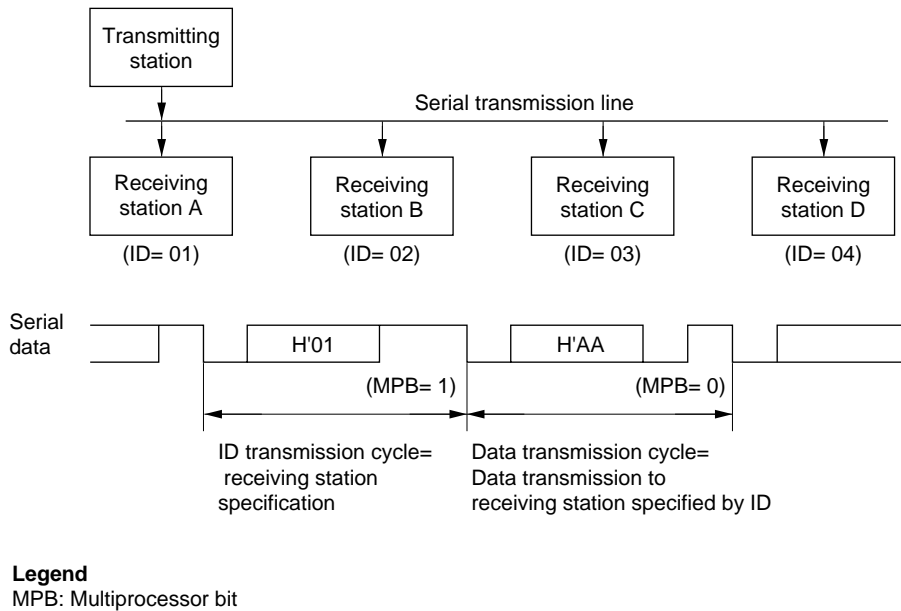 Transmitting
station
Serial transmission line
Receiving
station A
Receiving
station B
Receiving
station C
Receiving
station D
(ID= 01)
(ID= 02)
(ID= 03)
(ID= 04)
Serial
data
H'01
H'AA
(MPB= 1)
(MPB= 0)
ID transmission cycle=
receiving station
specification
Data transmission cycle=
Data transmission to
receiving station specified by ID
Legend
MPB: Multiprocessor bit